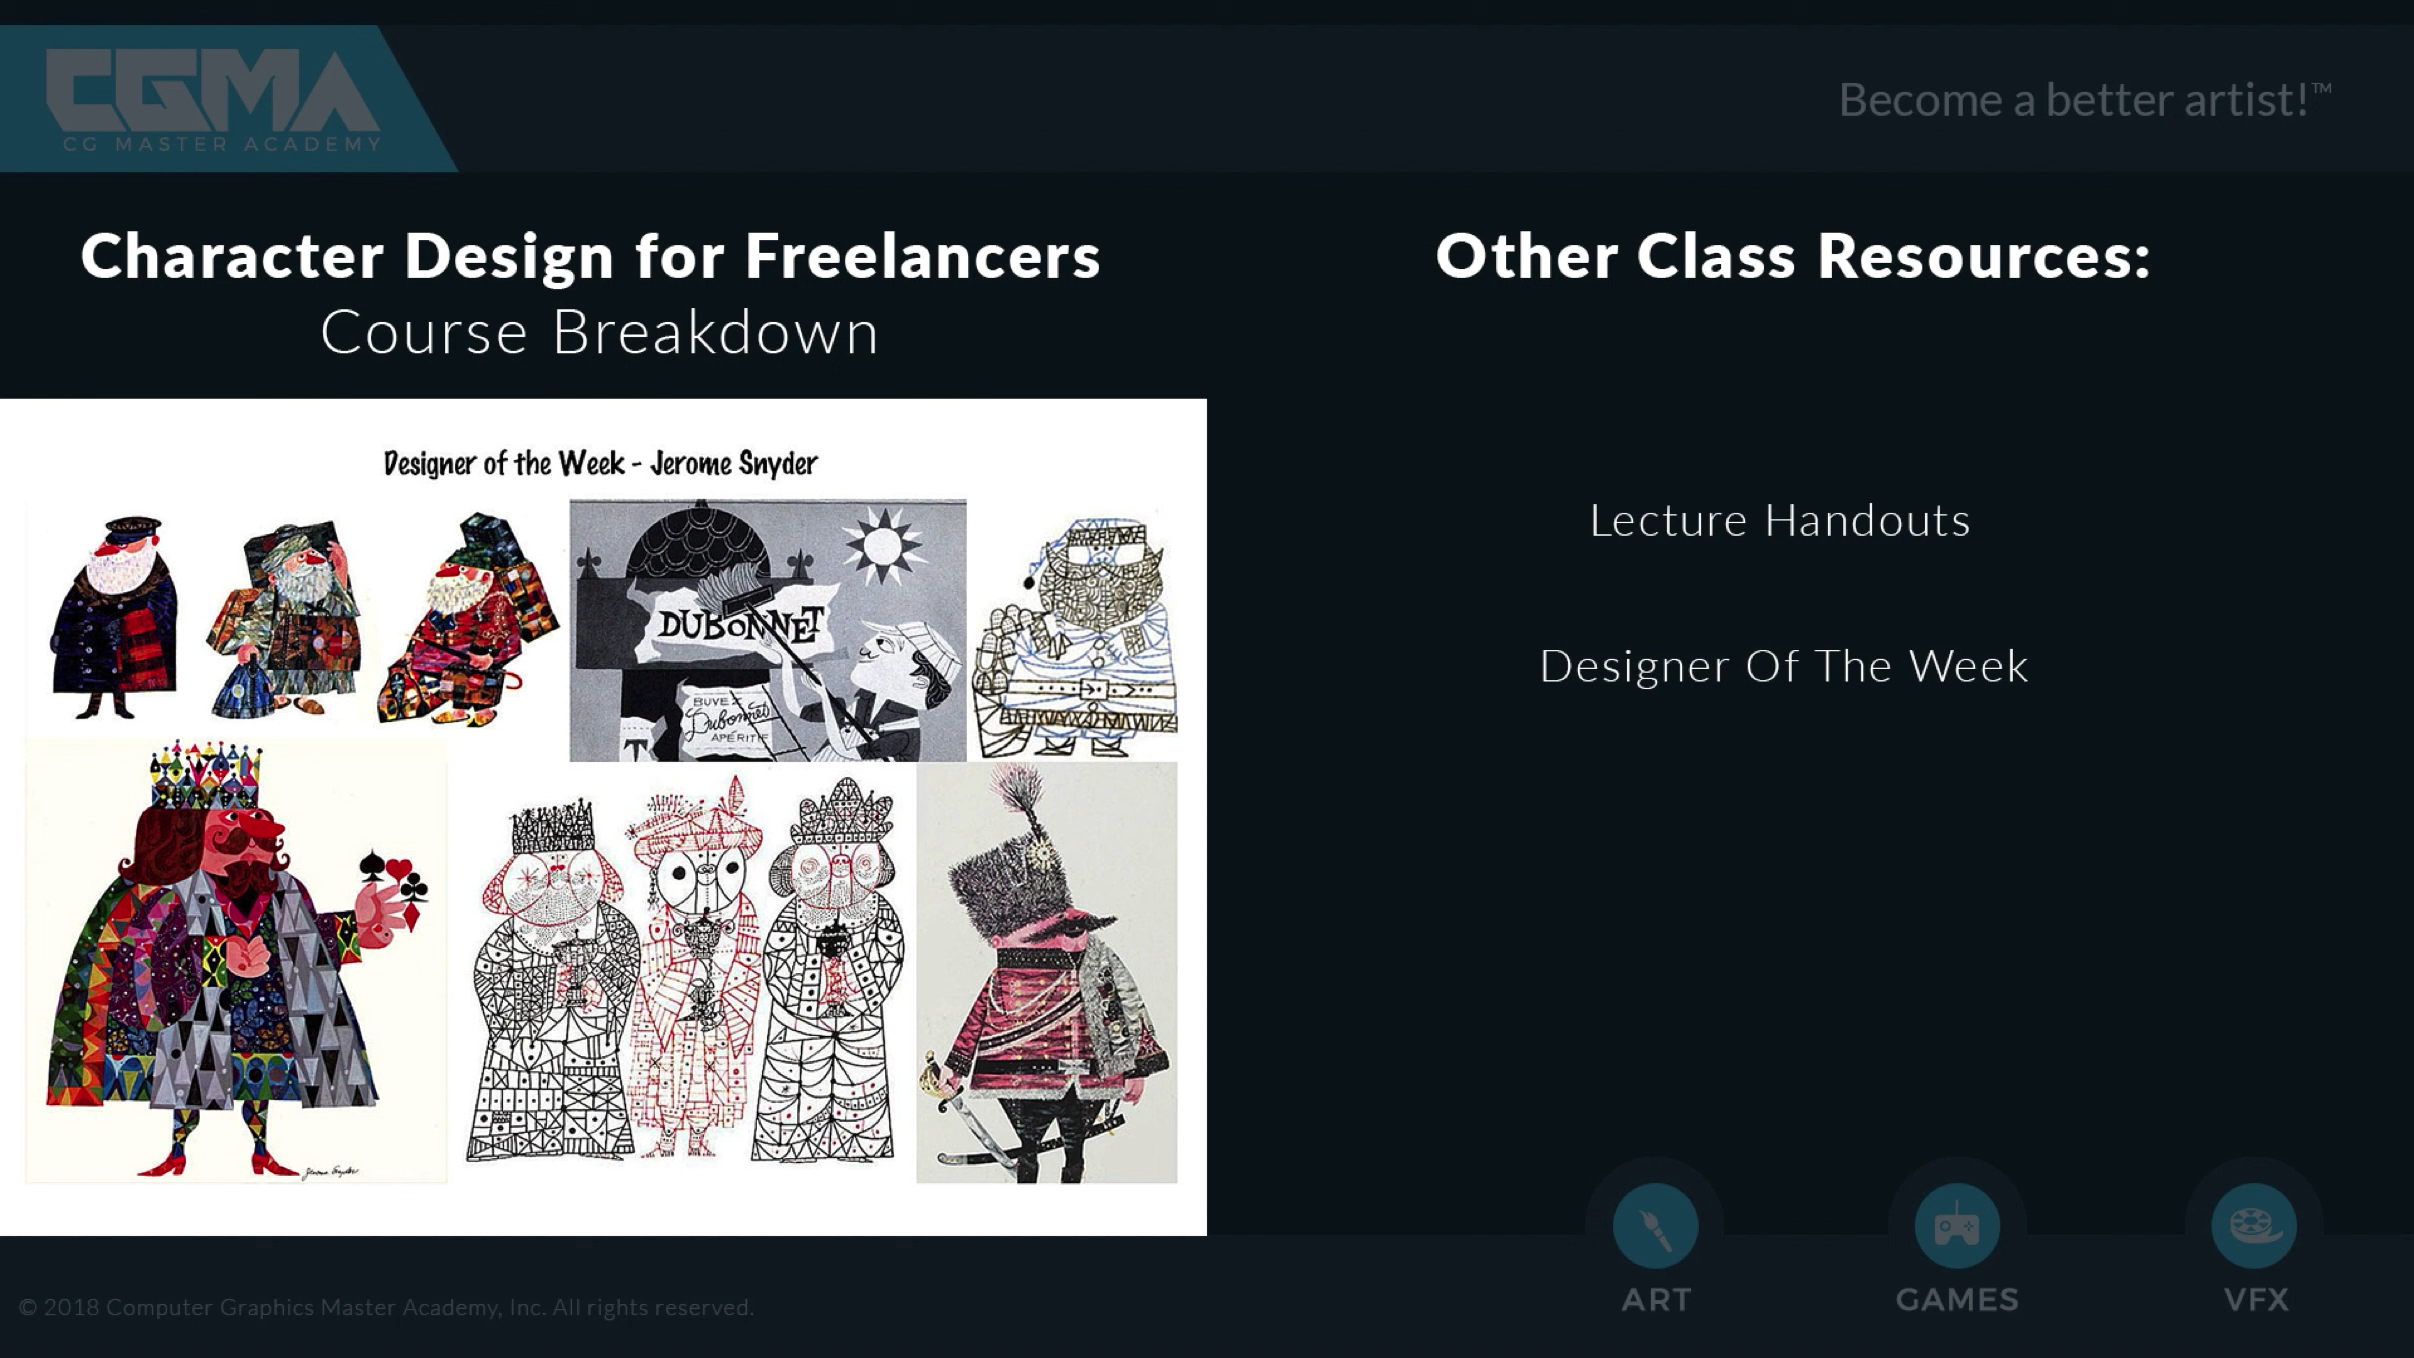 CGMA
CG MASTER ACADEMY
Become a better artist!™
Character Design for Freelancers
Course Breakdown
Other Class Resources:
Designer of the Week - Jerome Snyder
DUBONNET
BUVEZ
Dubonnet
APERITIF
T
Jerome Snyder
Lecture Handouts
Designer Of The Week
ART
GAMES
VFX
© 2018 Computer Graphics Master Academy, Inc. All rights reserved.